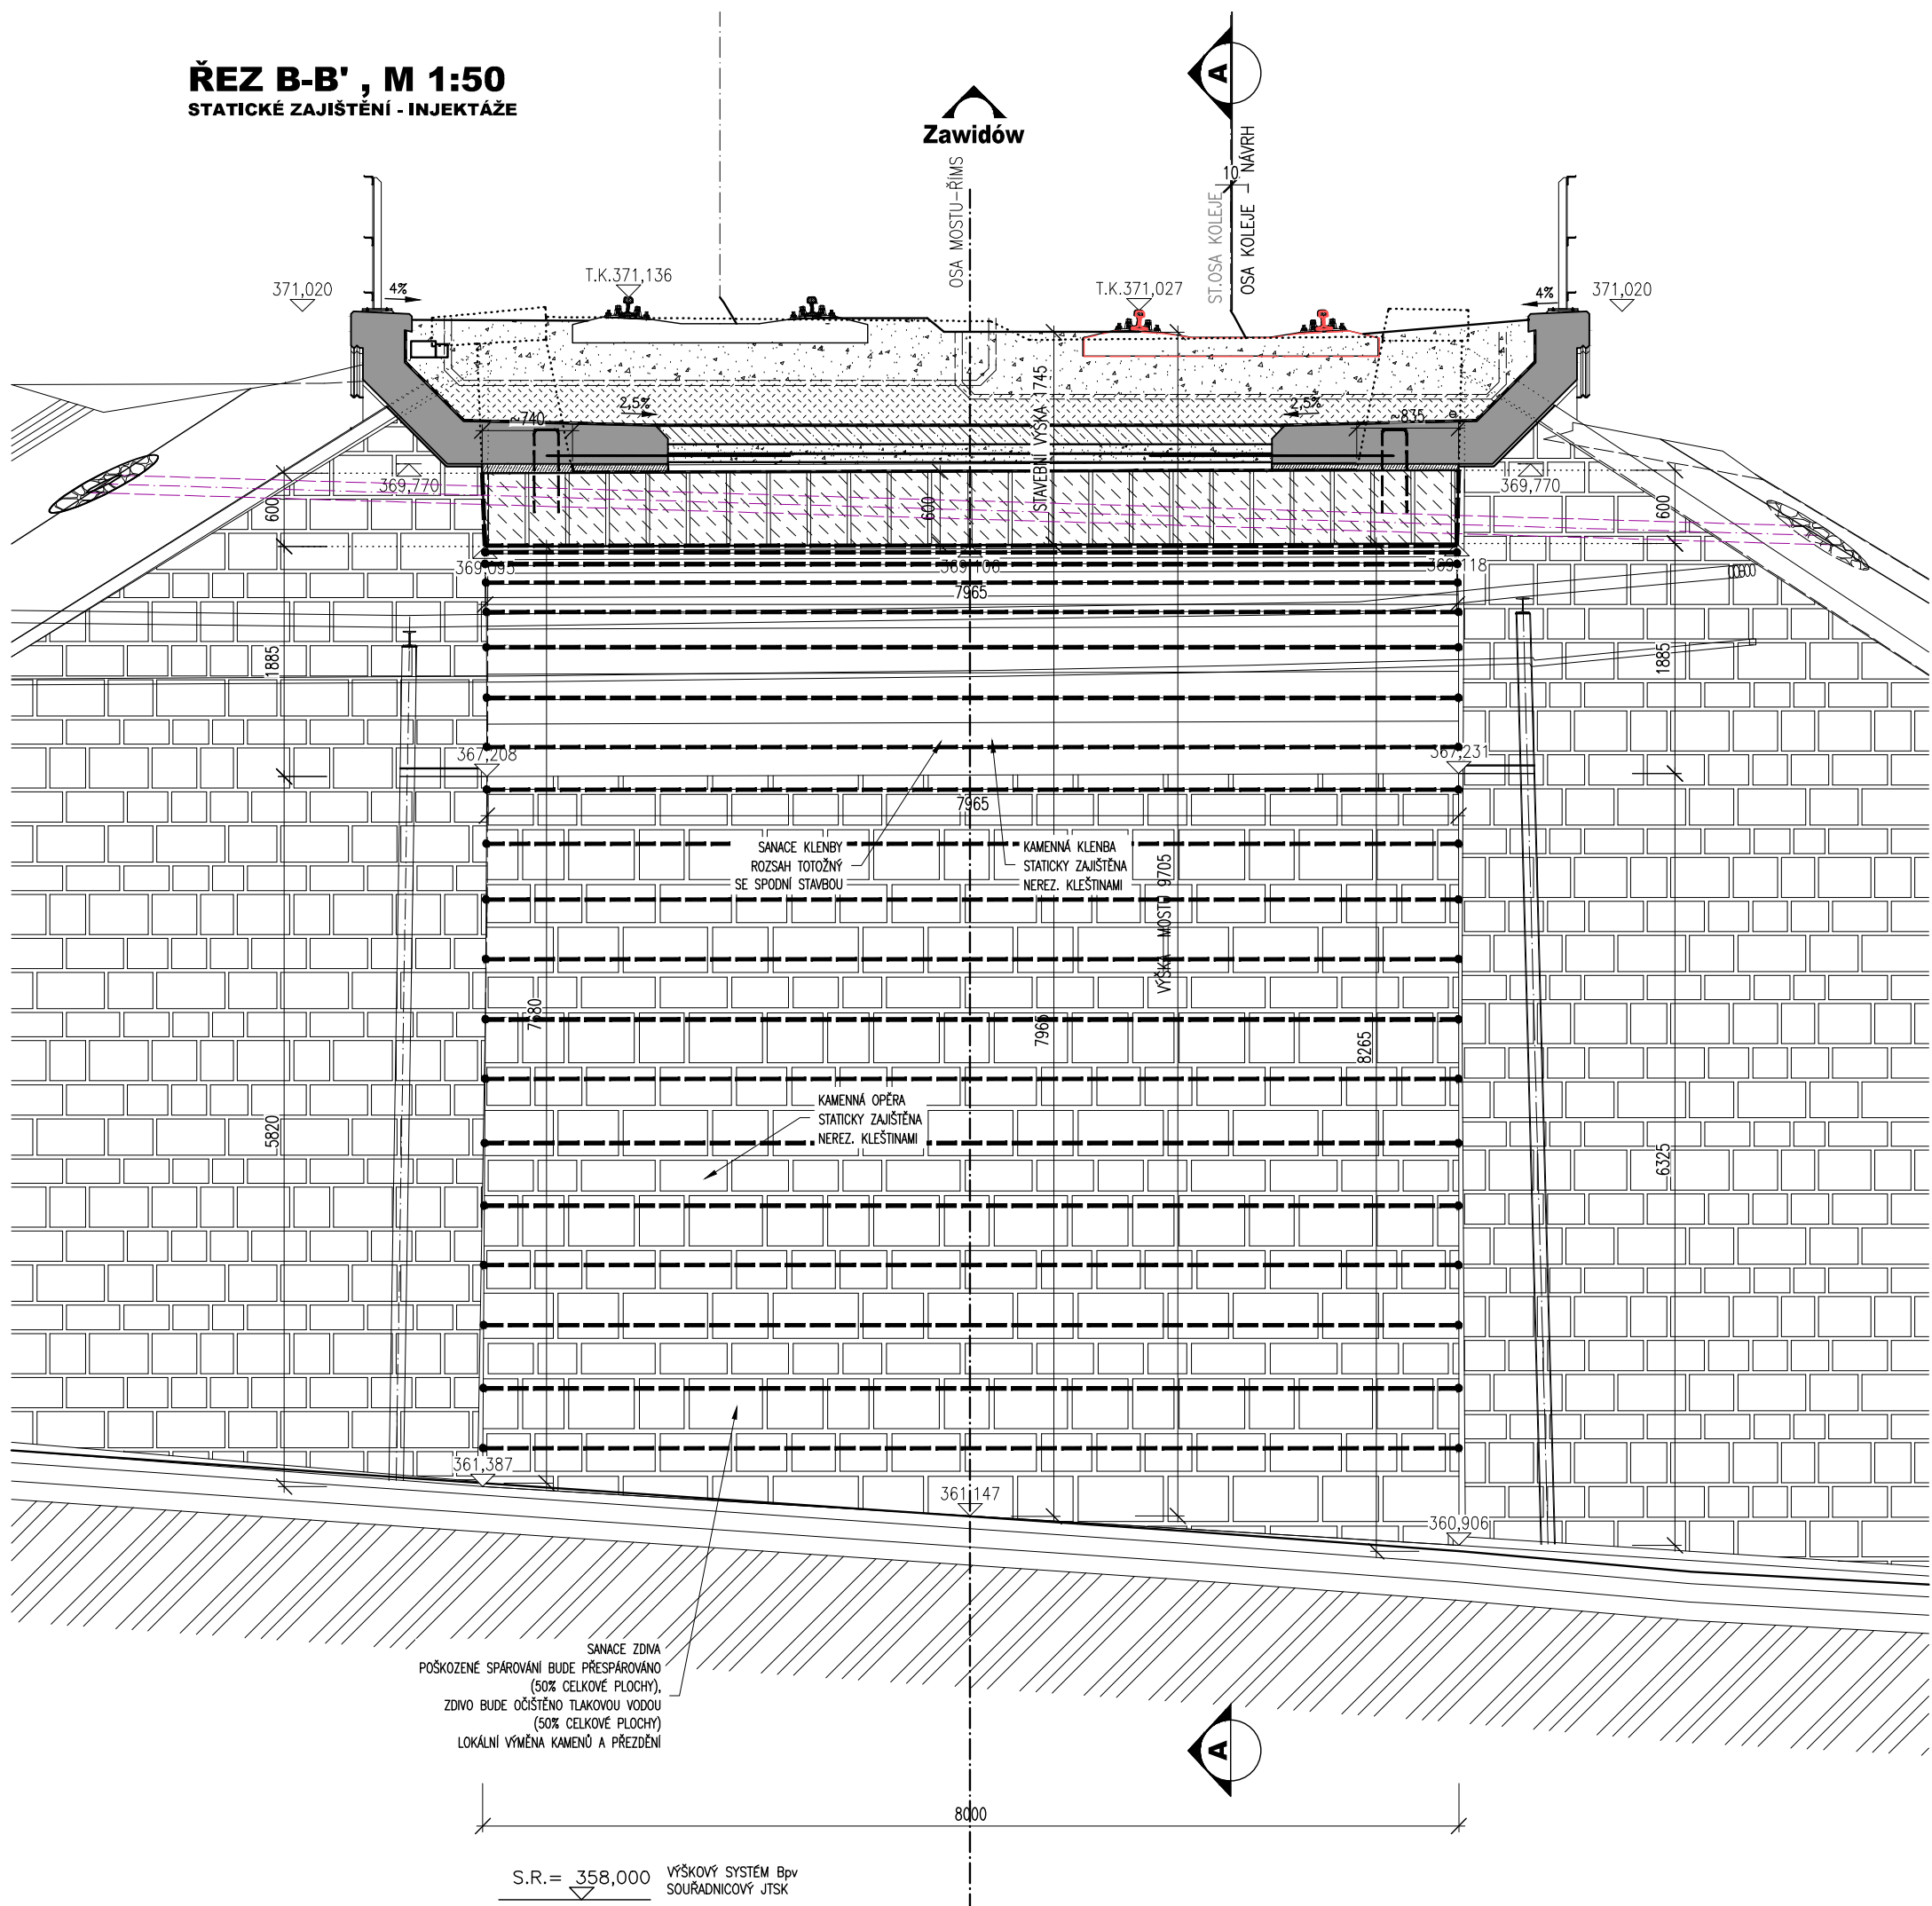 ŘEZ B-B' , M 1:50
STATICKÉ ZAJIŠTĚNÍ - INJEKTÁŽE
Zawidów
A
OSA MOSTU-ŘÍMS
ST.OSA KOLEJE
OSA KOLEJE - NÁVRH
10
371,020
4%
T.K.371,136
T.K.371,027
4%
371,020
~740
2,5%
STAVEBNÍ VÝŠKA 1745
2,5%
~835
369,770
369,770
600
600
600
369,095
369,106
369,118
7965
1885
1885
367,208
367,231
7965
SANACE KLENBY
ROZSAH TOTOŽNÝ
SE SPODNÍ STAVBOU
KAMENNÁ KLENBA
STATICKY ZAJIŠTĚNA
NEREZ. KLEŠTINAMI
VÝŠKA MOSTU 9705
7680
7965
8265
KAMENNÁ OPĚRA
STATICKY ZAJIŠTĚNA
NEREZ. KLEŠTINAMI
5820
6325
361,387
361,147
360,906
SANACE ZDIVA
POŠKOZENÉ SPÁROVÁNÍ BUDE PŘESPÁROVÁNO
(50% CELKOVÉ PLOCHY),
ZDIVO BUDE OČIŠTĚNO TLAKOVOU VODOU
(50% CELKOVÉ PLOCHY)
LOKÁLNÍ VÝMĚNA KAMENŮ A PŘEZDĚNÍ
A
8000
S.R.= 358,000
VÝŠKOVÝ SYSTÉM Bpv
SOUŘADNICOVÝ JTSK